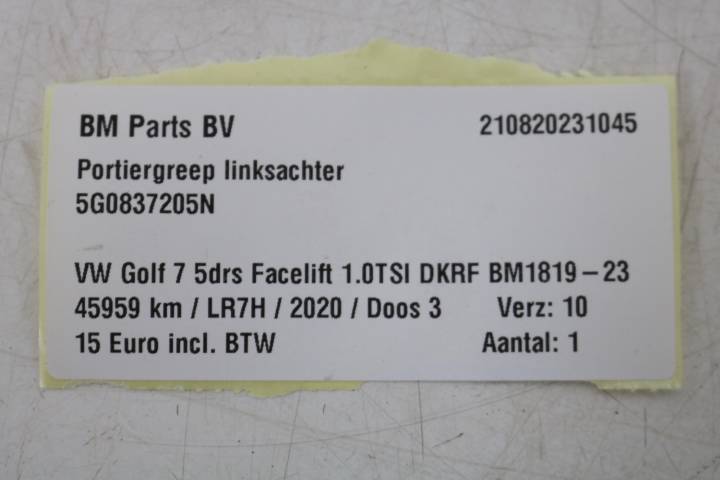 BM Parts BV 210820231045
Portiergreep linksachter
5G0837205N
VW Golf 7 5drs Facelift 1.0TSI DKRF BM1819-23
45959 km / LR7H / 2020 / Doos 3 Verz: 10
15 Euro incl. BTW Aantal: 1